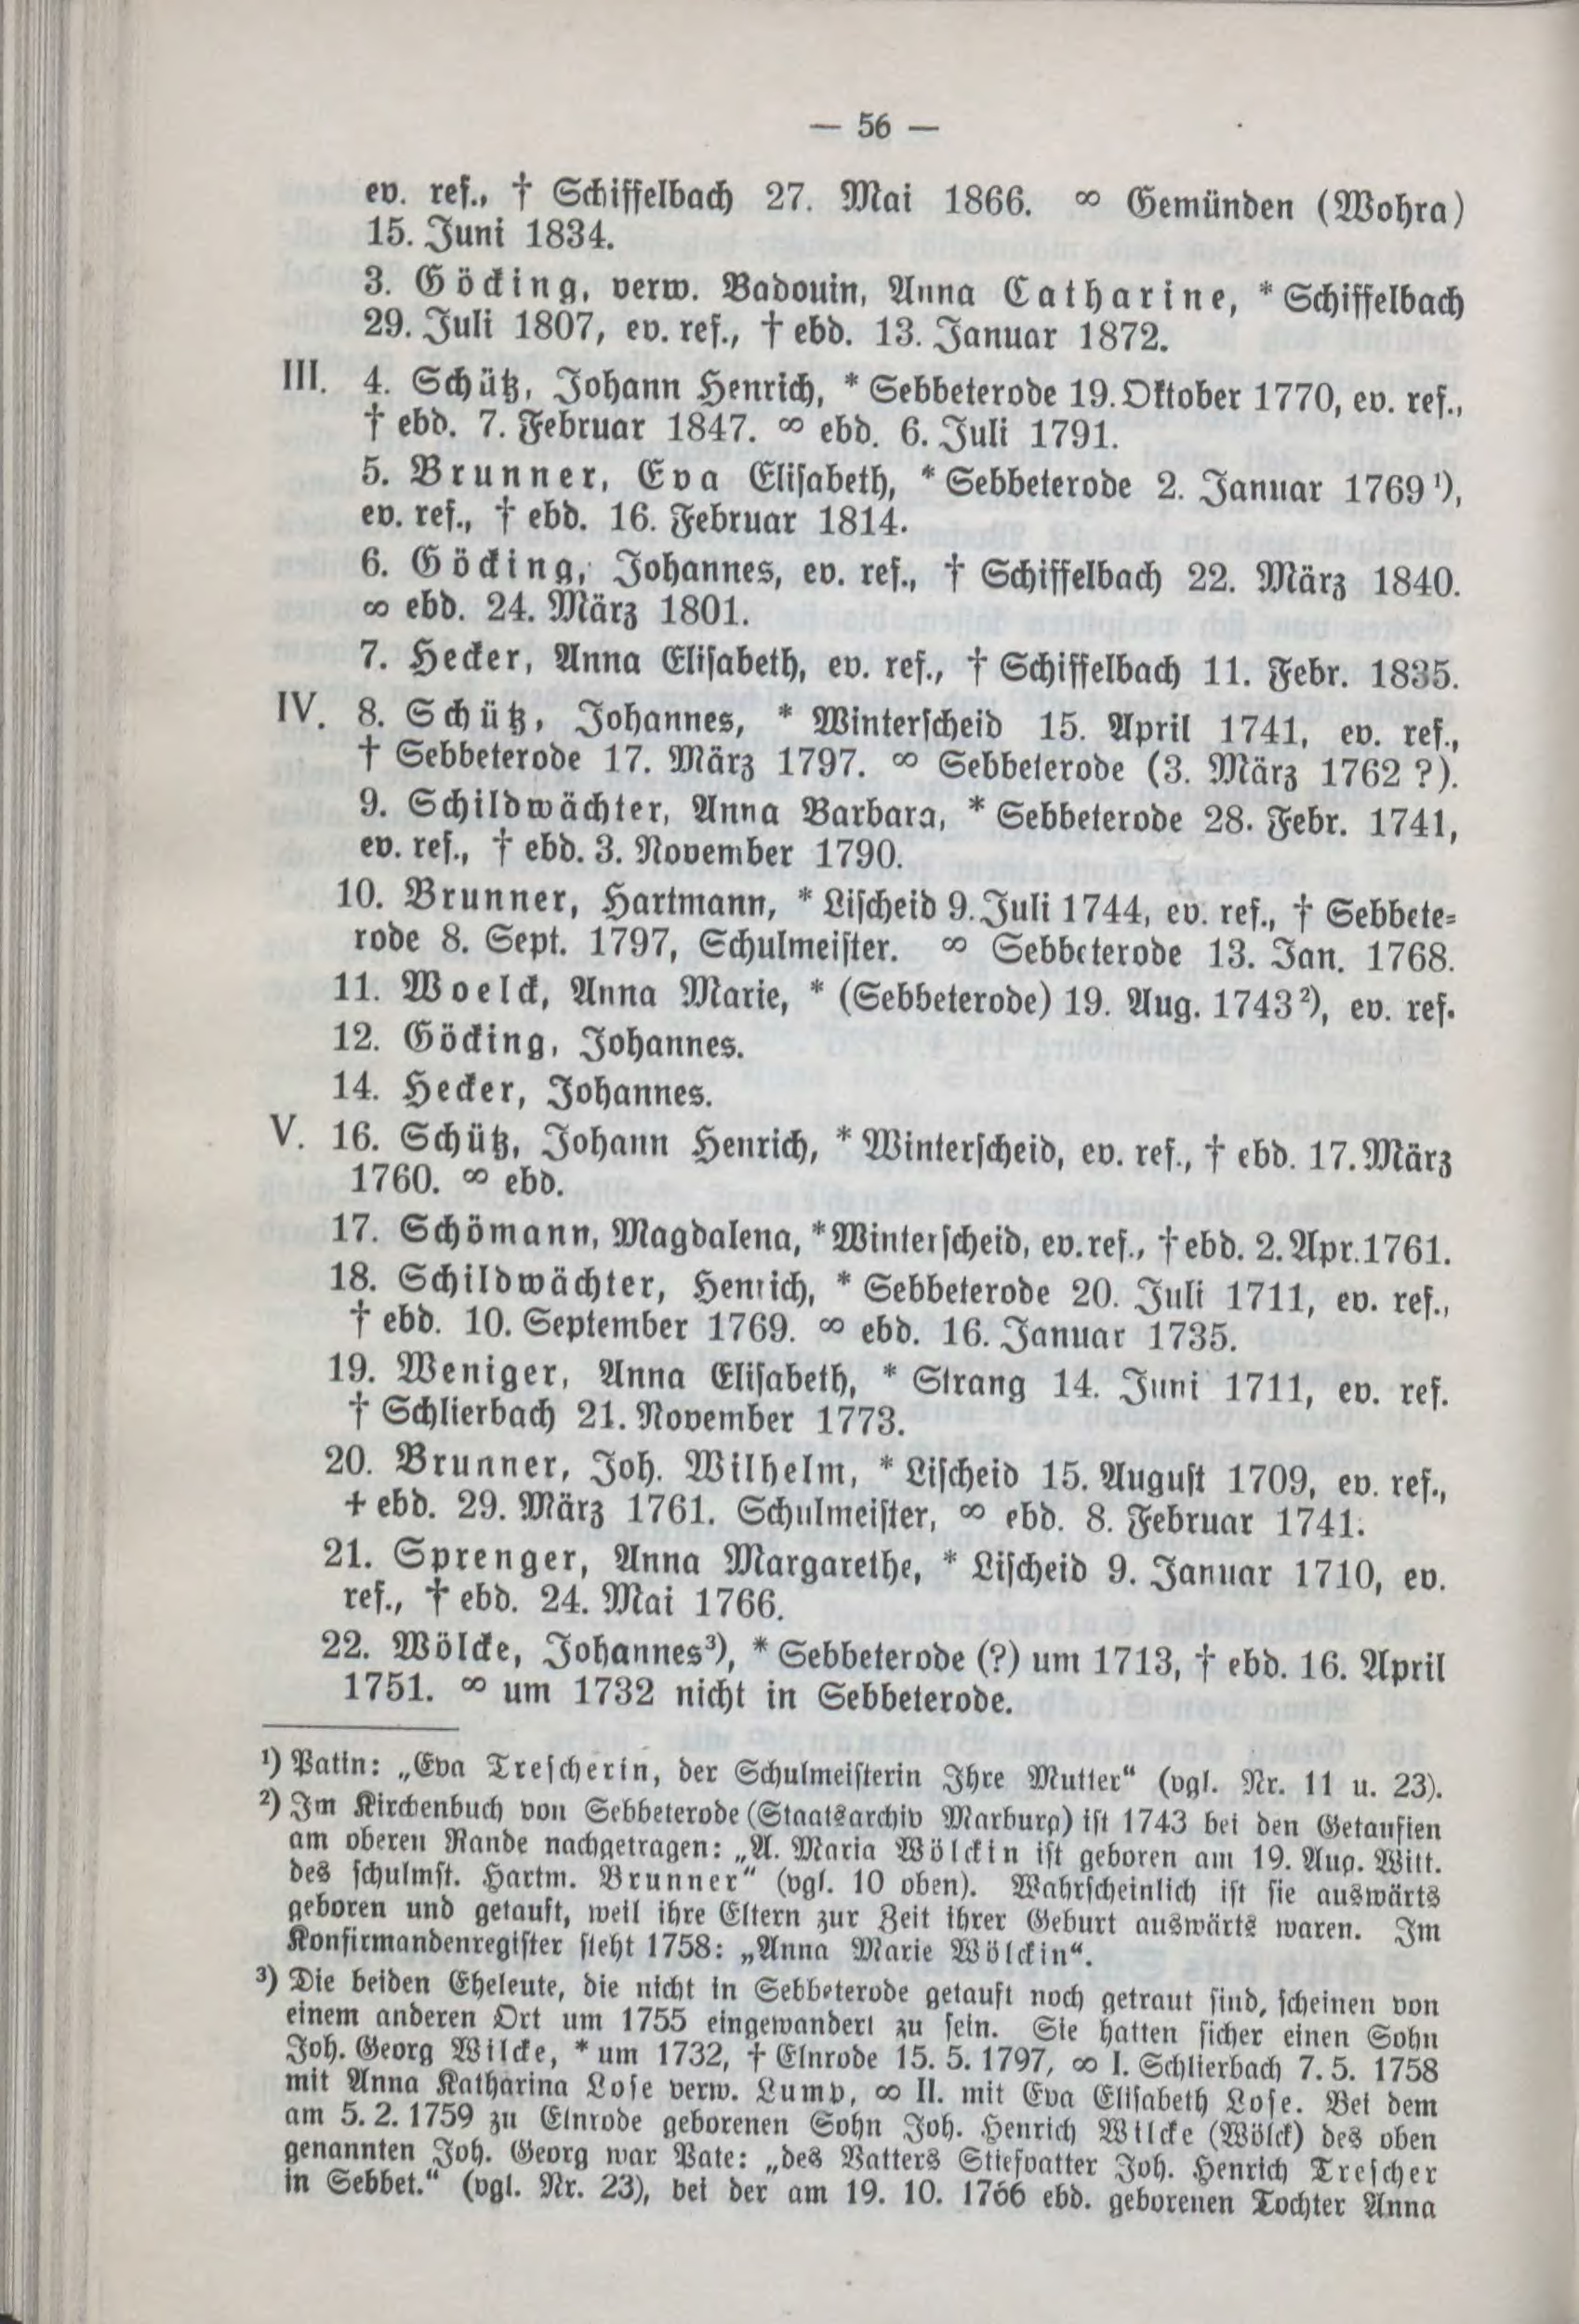 — 56 —
ev. ref., † Schiffelbach 27. Mai 1866. ∞ Gemünden (Wohra)
15. Juni 1834.
3. Göcking, verw. Badouin, Anna Catharine, * Schiffelbach
29. Juli 1807, ev. ref., † ebd. 13. Januar 1872.
III. 4. Schütz, Johann Henrich, * Sebbeterode 19. Oktober 1770, ev. ref.,
† ebd. 7. Februar 1847. ∞ ebd. 6. Juli 1791.
5. Brunner, Eva Elisabeth, * Sebbeterode 2. Januar 1769 ¹),
ev. ref., † ebd. 16. Februar 1814.
6. Göcking, Johannes, ev. ref., † Schiffelbach 22. März 1840.
∞ ebd. 24. März 1801.
7. Hecker, Anna Elisabeth, ev. ref., † Schiffelbach 11. Febr. 1835.
IV. 8. Schütz, Johannes, * Winterscheid 15. April 1741, ev. ref.,
† Sebbeterode 17. März 1797. ∞ Sebbeterode (3. März 1762 ?).
9. Schildwächter, Anna Barbara, * Sebbeterode 28. Febr. 1741,
ev. ref., † ebd. 3. November 1790.
10. Brunner, Hartmann, * Lischeid 9. Juli 1744, ev. ref., † Sebbete-
rode 8. Sept. 1797, Schulmeister. ∞ Sebbeterode 13. Jan. 1768.
11. Woelck, Anna Marie, * (Sebbeterode) 19. Aug. 1743 ²), ev. ref.
12. Göcking, Johannes.
14. Hecker, Johannes.
V. 16. Schütz, Johann Henrich, * Winterscheid, ev. ref., † ebd. 17. März
1760. ∞ ebd.
17. Schömann, Magdalena, * Winterscheid, ev. ref., † ebd. 2. Apr. 1761.
18. Schildwächter, Henrich, * Sebbeterode 20. Juli 1711, ev. ref.,
† ebd. 10. September 1769. ∞ ebd. 16. Januar 1735.
19. Weniger, Anna Elisabeth, * Strang 14. Juni 1711, ev. ref.
† Schlierbach 21. November 1773.
20. Brunner, Joh. Wilhelm, * Lischeid 15. August 1709, ev. ref.,
+ ebd. 29. März 1761. Schulmeister, ∞ ebd. 8. Februar 1741.
21. Sprenger, Anna Margarethe, * Lischeid 9. Januar 1710, ev.
ref., † ebd. 24. Mai 1766.
22. Wölcke, Johannes³), * Sebbeterode (?) um 1713, † ebd. 16. April
1751. ∞ um 1732 nicht in Sebbeterode.
¹) Patin: „Eva Trescherin, der Schulmeisterin Ihre Mutter“ (vgl. Nr. 11 u. 23).
²) Im Kirchenbuch von Sebbeterode (Staatsarchiv Marburg) ist 1743 bei den Getauften
am oberen Rande nachgetragen: „A. Maria Wölckin ist geboren am 19. Aug. Witt.
des schulmst. Hartm. Brunner“ (vgl. 10 oben). Wahrscheinlich ist sie auswärts
geboren und getauft, weil ihre Eltern zur Zeit ihrer Geburt auswärts waren. Im
Konfirmandenregister steht 1758: „Anna Marie Wölckin“.
³) Die beiden Eheleute, die nicht in Sebbeterode getauft noch getraut sind, scheinen von
einem anderen Ort um 1755 eingewandert zu sein. Sie hatten sicher einen Sohn
Joh. Georg Wilcke, * um 1732, † Elnrode 15. 5. 1797, ∞ I. Schlierbach 7. 5. 1758
mit Anna Katharina Lose verw. Lump, ∞ II. mit Eva Elisabeth Lose. Bei dem
am 5. 2. 1759 zu Elnrode geborenen Sohn Joh. Henrich Wilcke (Wölck) des oben
genannten Joh. Georg war Pate: „des Vatters Stiefvatter Joh. Henrich Trescher
in Sebbet.“ (vgl. Nr. 23), bei der am 19. 10. 1766 ebd. geborenen Tochter Anna